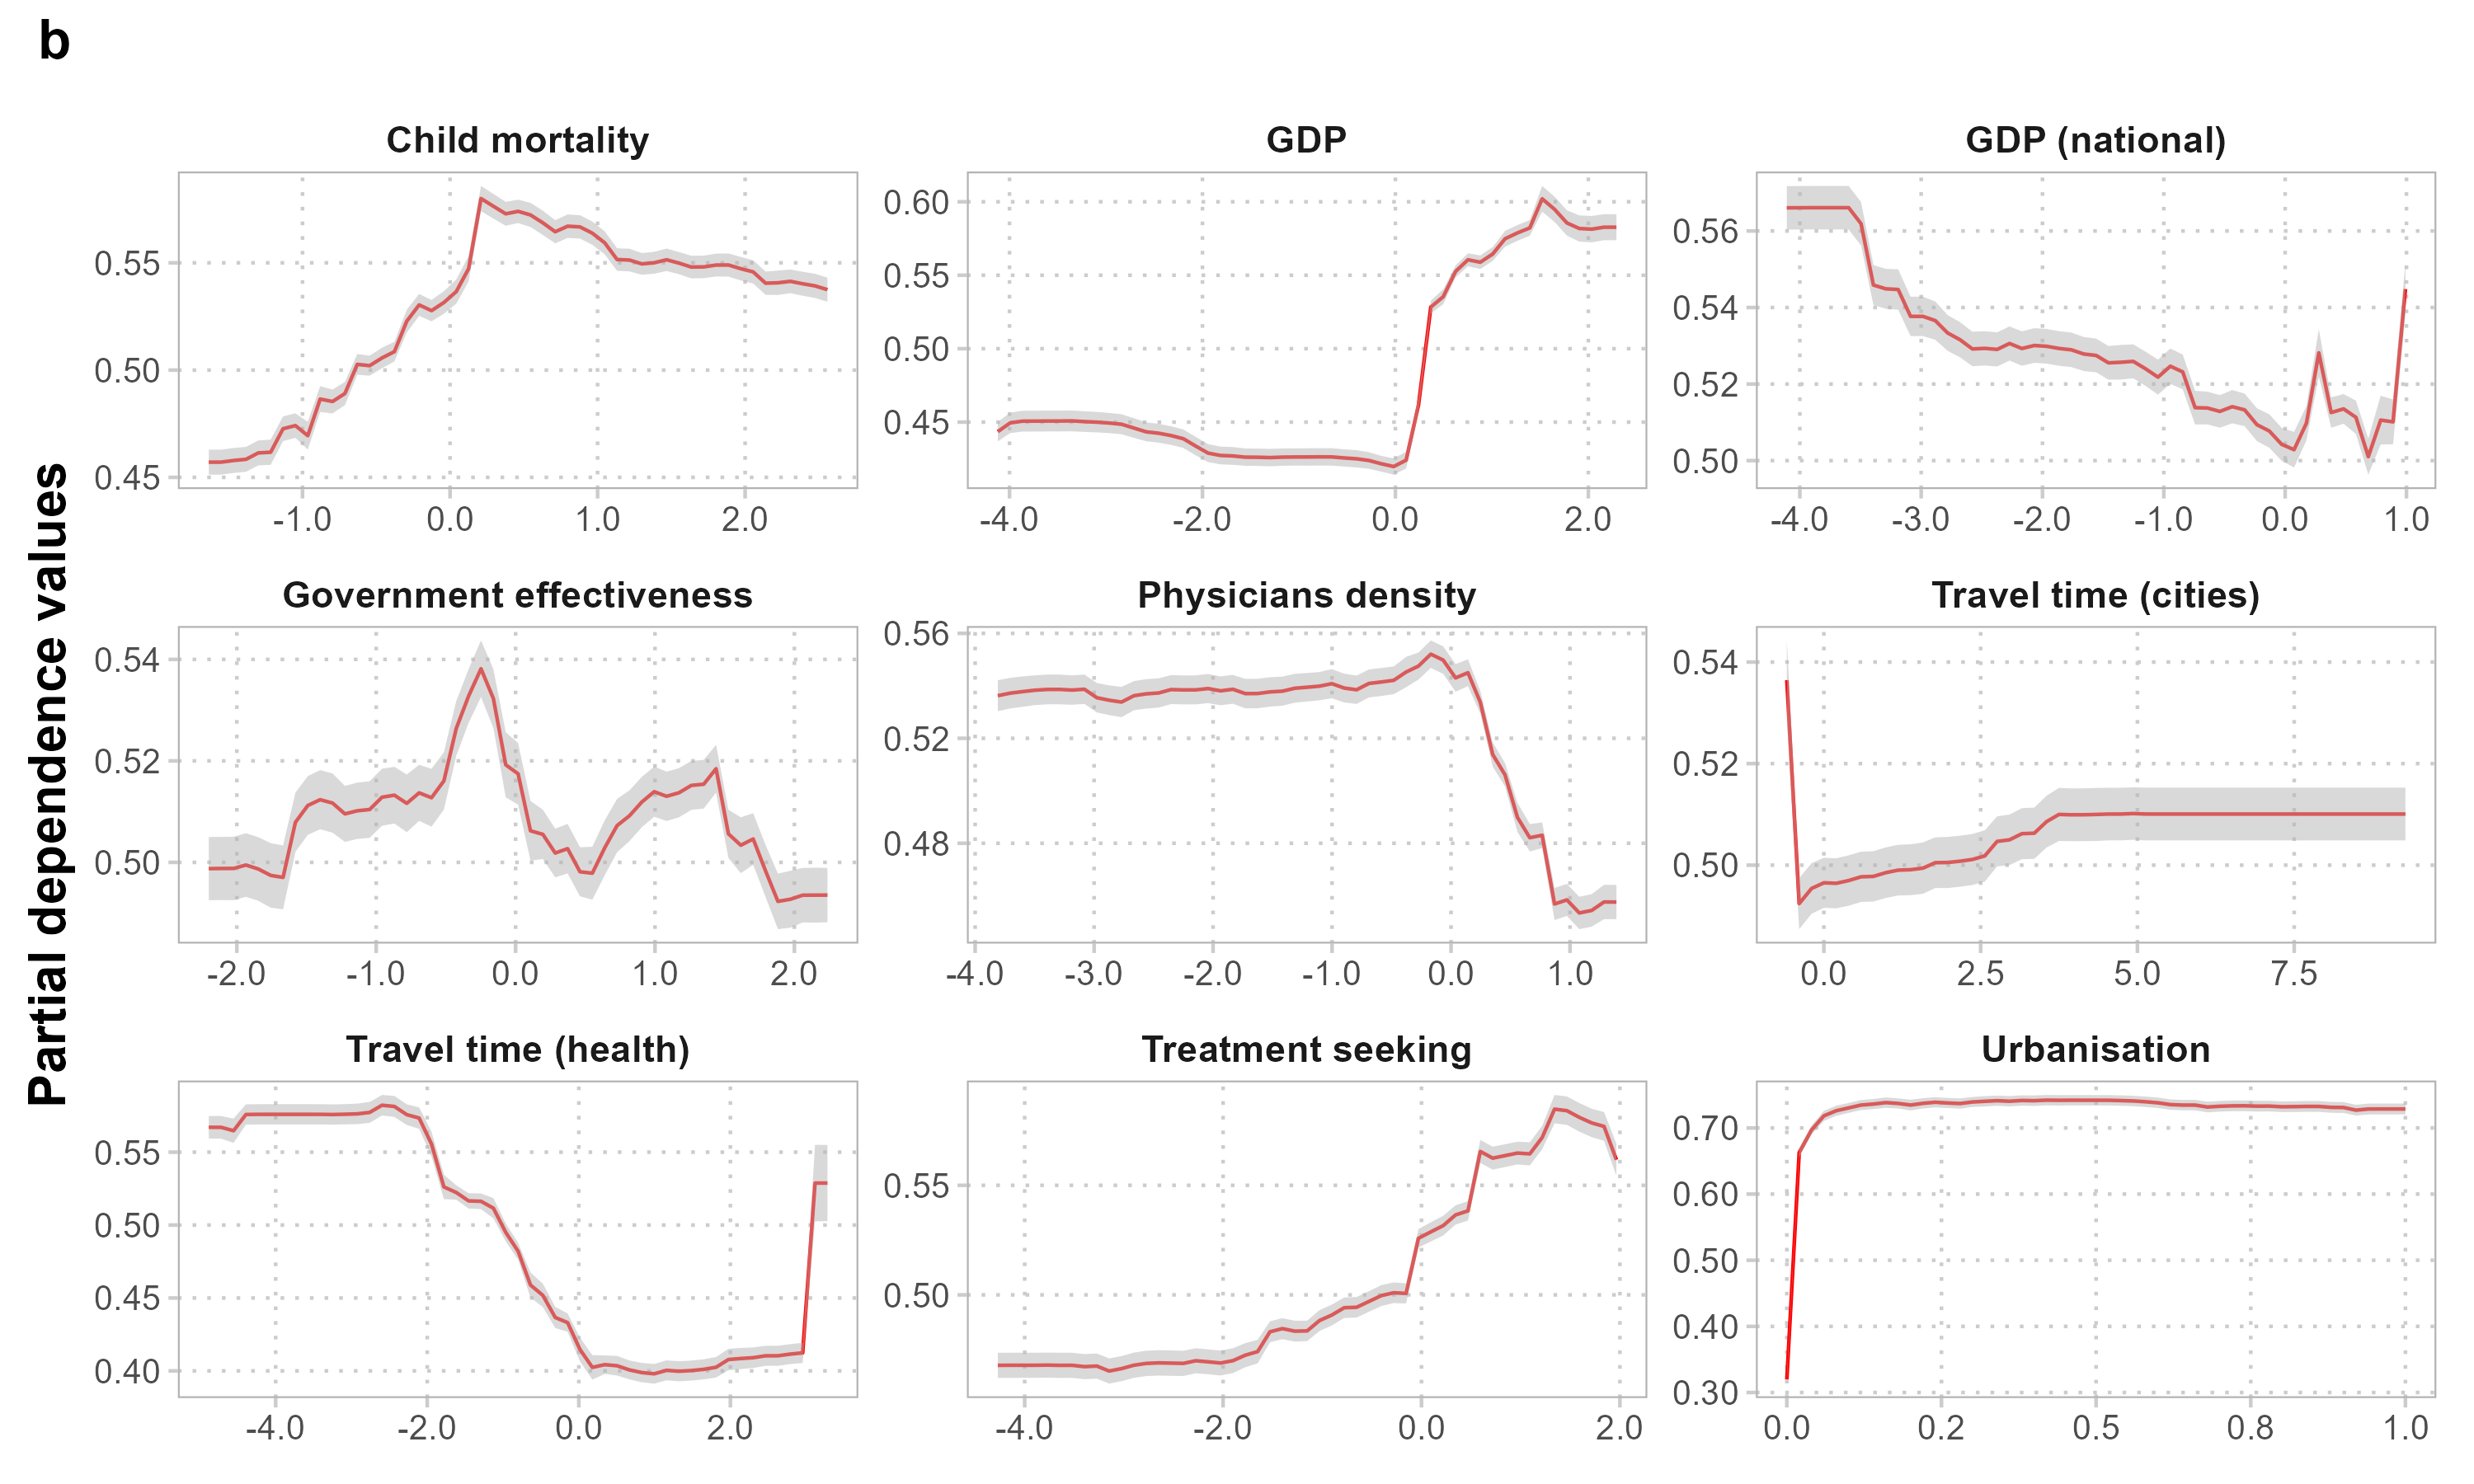 b
Partial dependence values
Child mortality
0.55
0.50
0.45
-1.0 0.0 1.0 2.0
GDP
0.60
0.55
0.50
0.45
-4.0 -2.0 0.0 2.0
GDP (national)
0.56
0.54
0.52
0.50
-4.0 -3.0 -2.0 -1.0 0.0 1.0
Government effectiveness
0.54
0.52
0.50
-2.0 -1.0 0.0 1.0 2.0
Physicians density
0.56
0.52
0.48
-4.0 -3.0 -2.0 -1.0 0.0 1.0
Travel time (cities)
0.54
0.52
0.50
0.0 2.5 5.0 7.5
Travel time (health)
0.55
0.50
0.45
0.40
-4.0 -2.0 0.0 2.0
Treatment seeking
0.55
0.50
-4.0 -2.0 0.0 2.0
Urbanisation
0.70
0.60
0.50
0.40
0.30
0.0 0.2 0.5 0.8 1.0